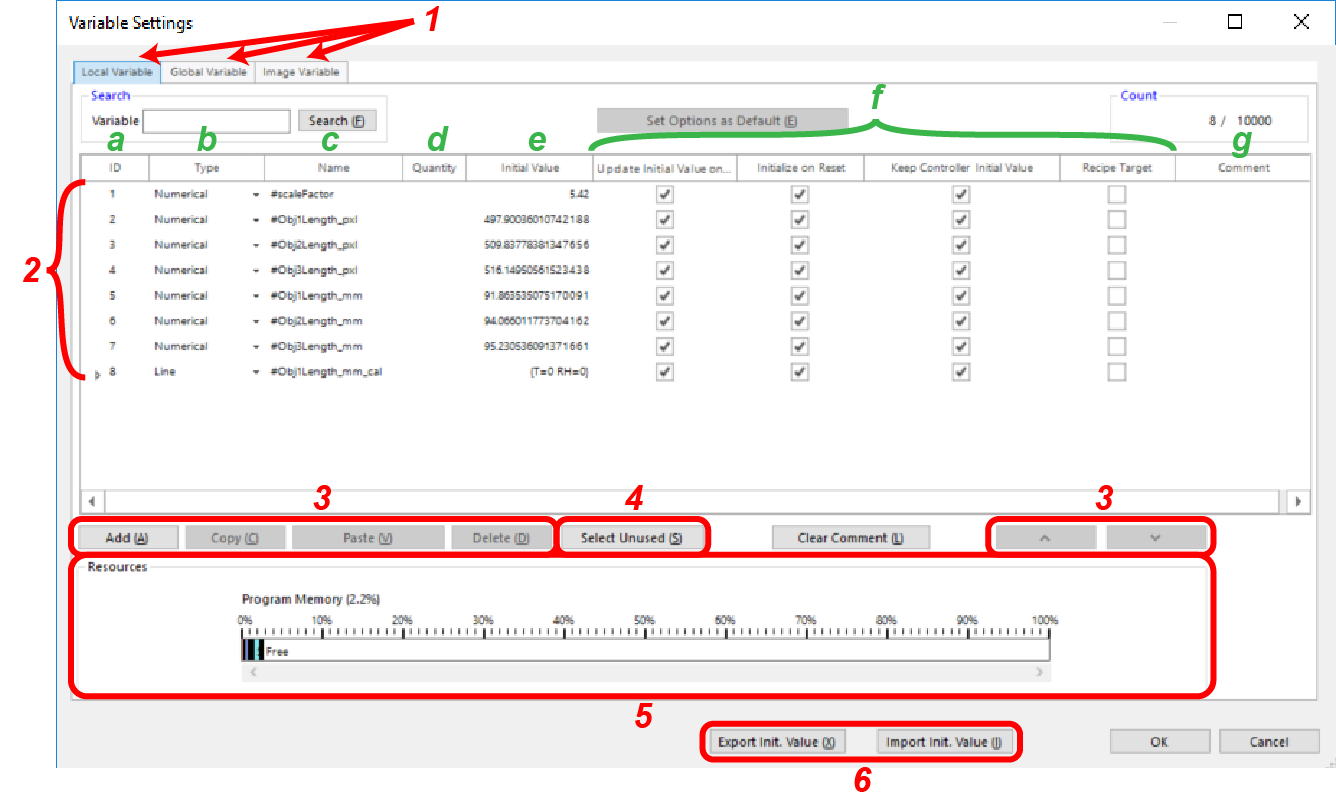 Variable Settings
1
Local Variable Global Variable Image Variable
Search
Variable Search (F)
Set Options as Default (E)
Count
8 / 10000
a b c d e f g
ID Type Name Quantity Initial Value Update Initial Value on... Initialize on Reset Keep Controller Initial Value Recipe Target Comment
1 Numerical #scaleFactor 5.42
2 Numerical #Obj1Length_pxl 497.90036010742188
3 Numerical #Obj2Length_pxl 509.83778381347656
4 Numerical #Obj3Length_pxl 516.14950561523438
5 Numerical #Obj1Length_mm 91.863535075170091
6 Numerical #Obj2Length_mm 94.066011773704162
7 Numerical #Obj3Length_mm 95.230536091371661
8 Line #Obj1Length_mm_cal (T=0 RH=0)
2
3 4 3
Add (A) Copy (C) Paste (V) Delete (D) Select Unused (S) Clear Comment (L)
Resources
Program Memory (2.2%)
0% 10% 20% 30% 40% 50% 60% 70% 80% 90% 100%
Free
5
Export Init. Value (X) Import Init. Value (I) OK Cancel
6